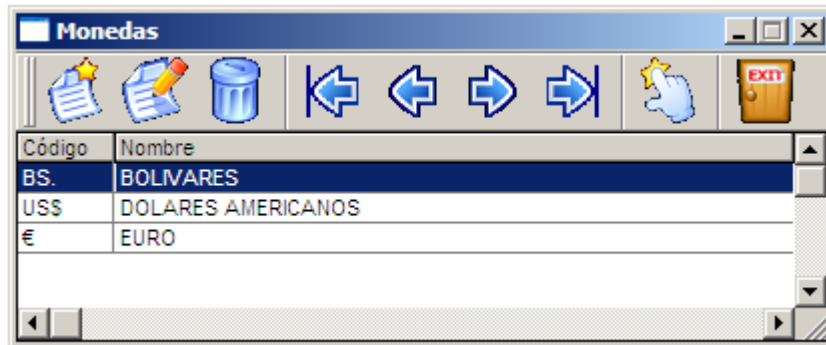 Monedas
EXIT
Código Nombre
BS. BOLIVARES
US$ DOLARES AMERICANOS
€ EURO